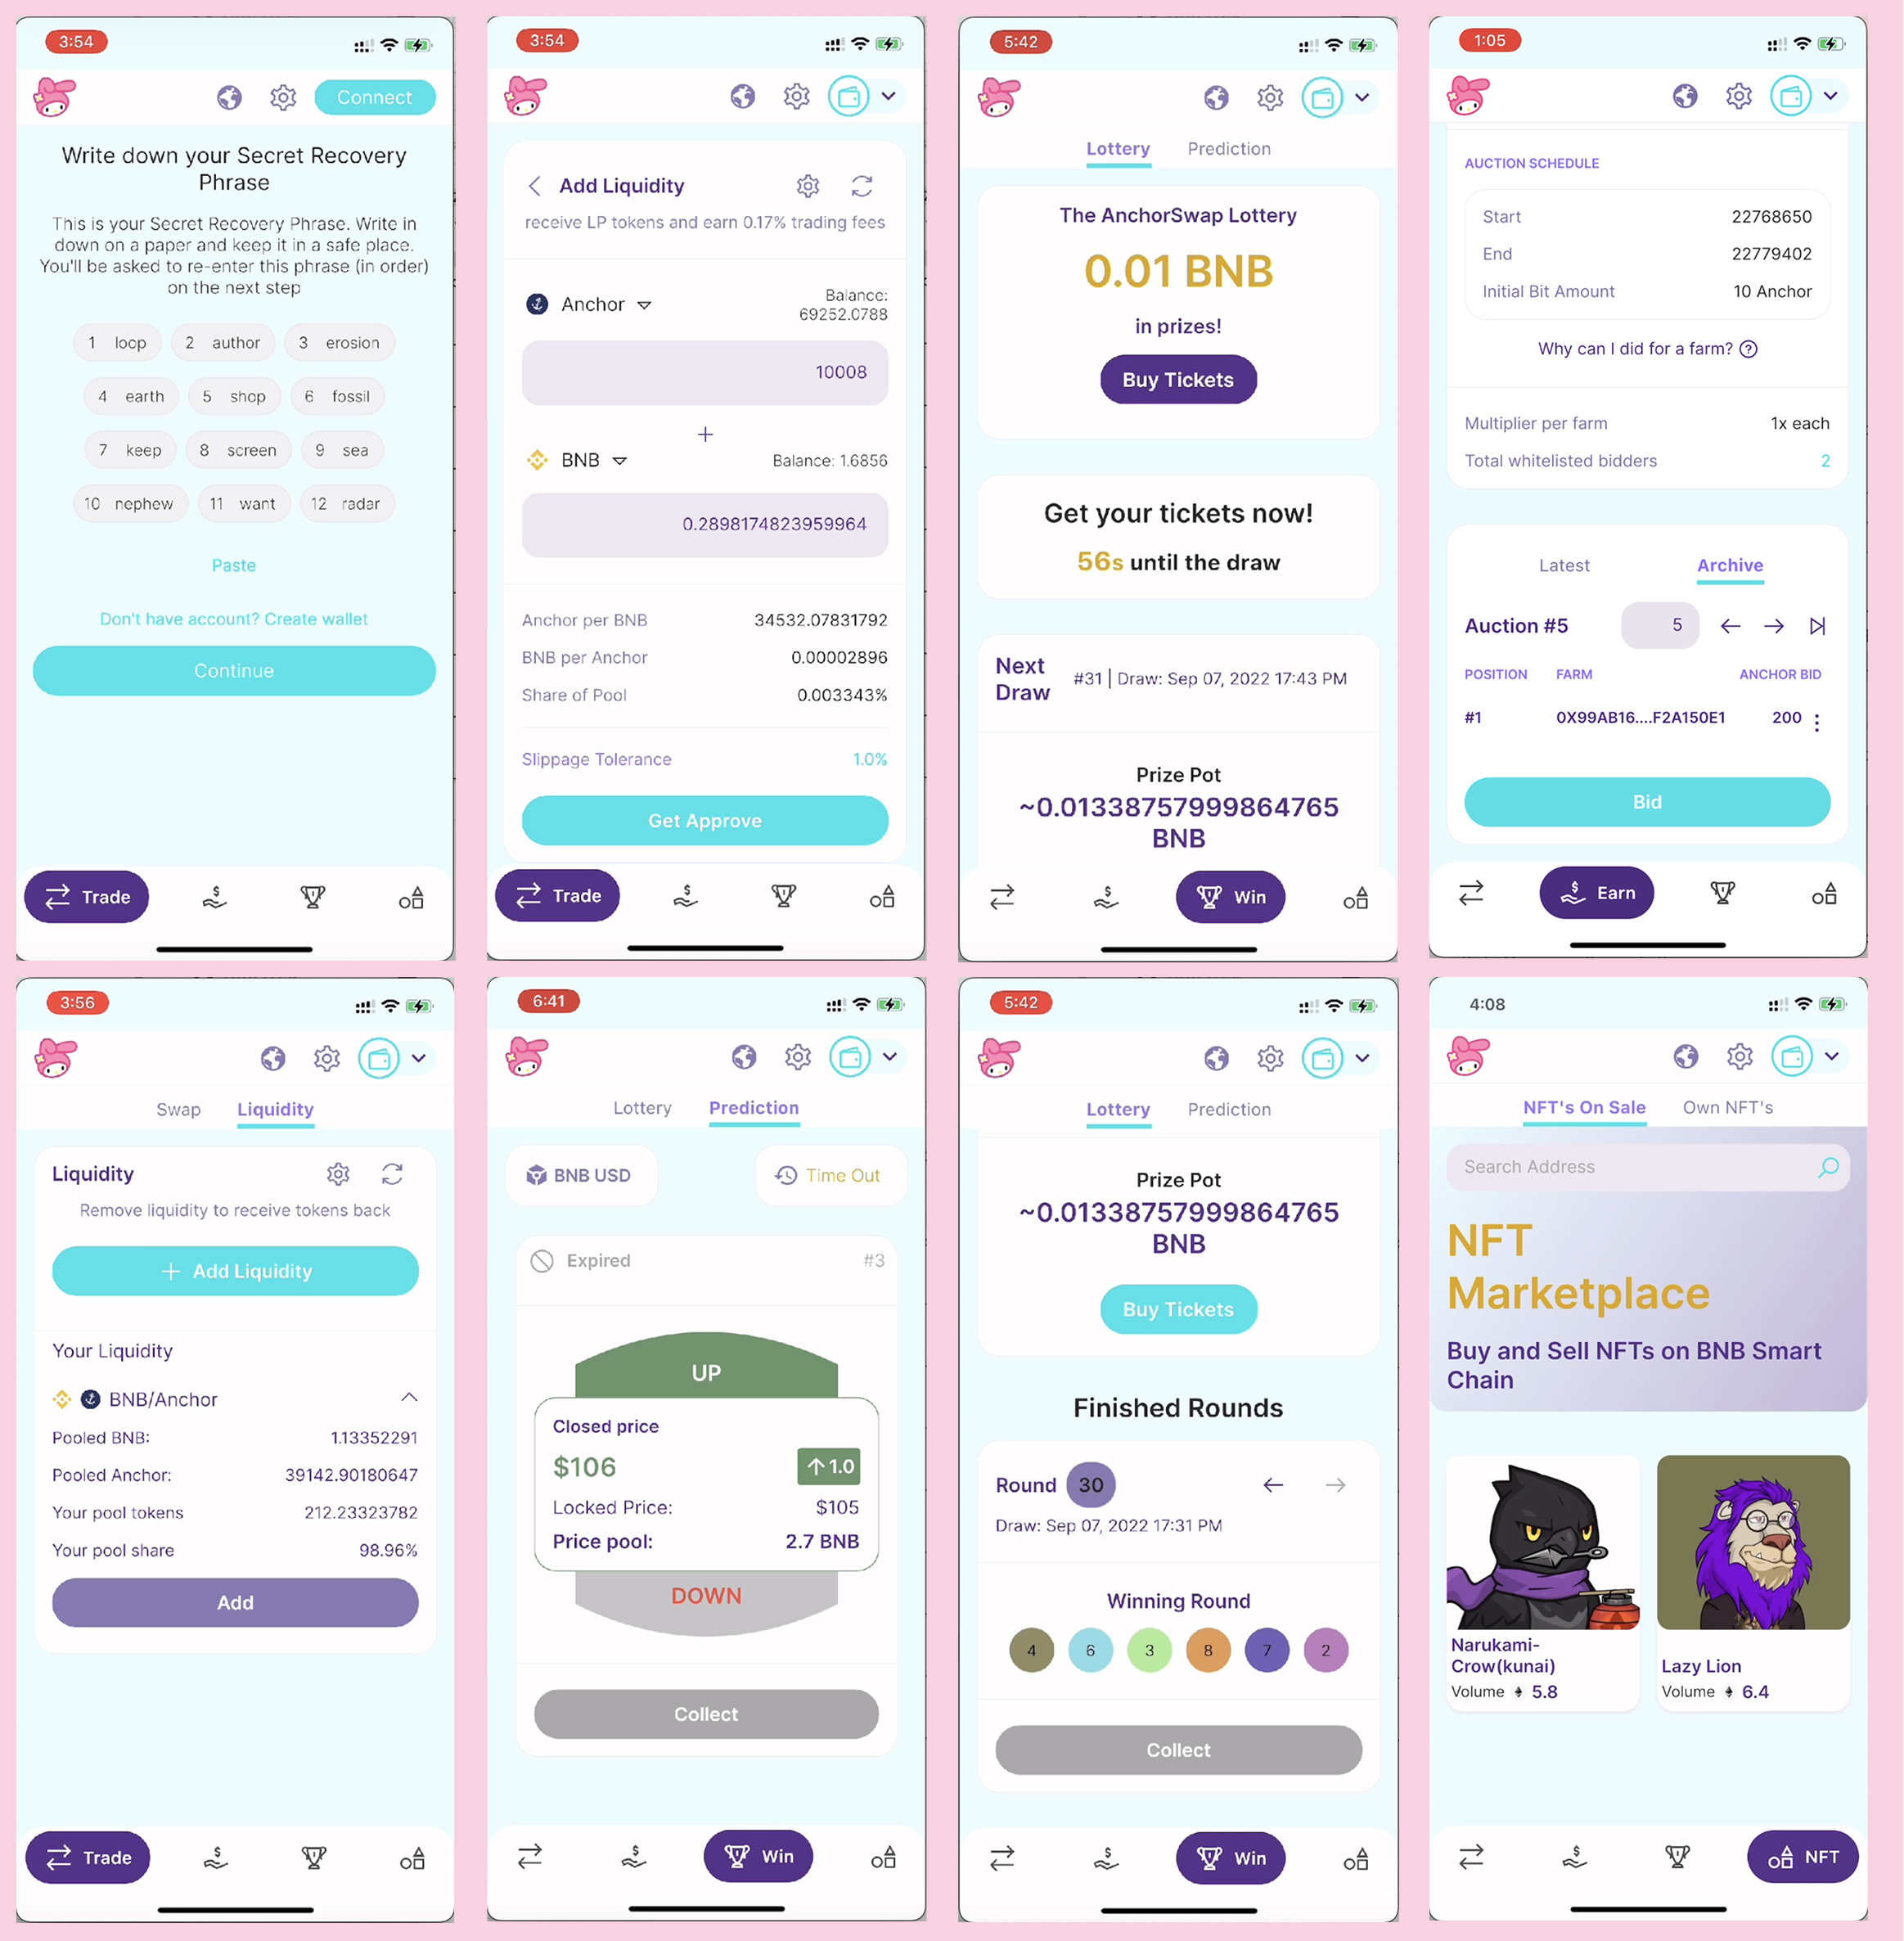 3:54
Connect
Write down your Secret Recovery
Phrase
This is your Secret Recovery Phrase. Write in
down on a paper and keep it in a safe place.
You'll be asked to re-enter this phrase (in order)
on the next step
1 loop 2 author 3 erosion
4 earth 5 shop 6 fossil
7 keep 8 screen 9 sea
10 nephew 11 want 12 radar
Paste
Don't have account? Create wallet
Continue
Trade
3:54
Add Liquidity
receive LP tokens and earn 0.17% trading fees
Anchor
Balance:
69252.0788
10008
+
BNB Balance: 1.6856
0.2898174823959964
Anchor per BNB 34532.07831792
BNB per Anchor 0.00002896
Share of Pool 0.003343%
Slippage Tolerance 1.0%
Get Approve
Trade
5:42
Lottery Prediction
The AnchorSwap Lottery
0.01 BNB
in prizes!
Buy Tickets
Get your tickets now!
56s until the draw
Next
Draw
#31 | Draw: Sep 07, 2022 17:43 PM
Prize Pot
~0.01338757999864765
BNB
Win
1:05
AUCTION SCHEDULE
Start 22768650
End 22779402
Initial Bit Amount 10 Anchor
Why can I did for a farm? ?
Multiplier per farm 1x each
Total whitelisted bidders 2
Latest Archive
Auction #5 5
POSITION FARM ANCHOR BID
#1 0X99AB16....F2A150E1 200
Bid
Earn
3:56
Swap Liquidity
Liquidity
Remove liquidity to receive tokens back
+ Add Liquidity
Your Liquidity
BNB/Anchor
Pooled BNB: 1.13352291
Pooled Anchor: 39142.90180647
Your pool tokens 212.23323782
Your pool share 98.96%
Add
Trade
6:41
Lottery Prediction
BNB USD Time Out
Expired #3
UP
Closed price
$106 ↑1.0
Locked Price: $105
Price pool: 2.7 BNB
DOWN
Collect
Win
5:42
Lottery Prediction
Prize Pot
~0.01338757999864765
BNB
Buy Tickets
Finished Rounds
Round 30
Draw: Sep 07, 2022 17:31 PM
Winning Round
4 6 3 8 7 2
Collect
Win
4:08
NFT's On Sale Own NFT's
Search Address
NFT
Marketplace
Buy and Sell NFTs on BNB Smart
Chain
Narukami-
Crow(kunai)
Volume 5.8
Lazy Lion
Volume 6.4
NFT